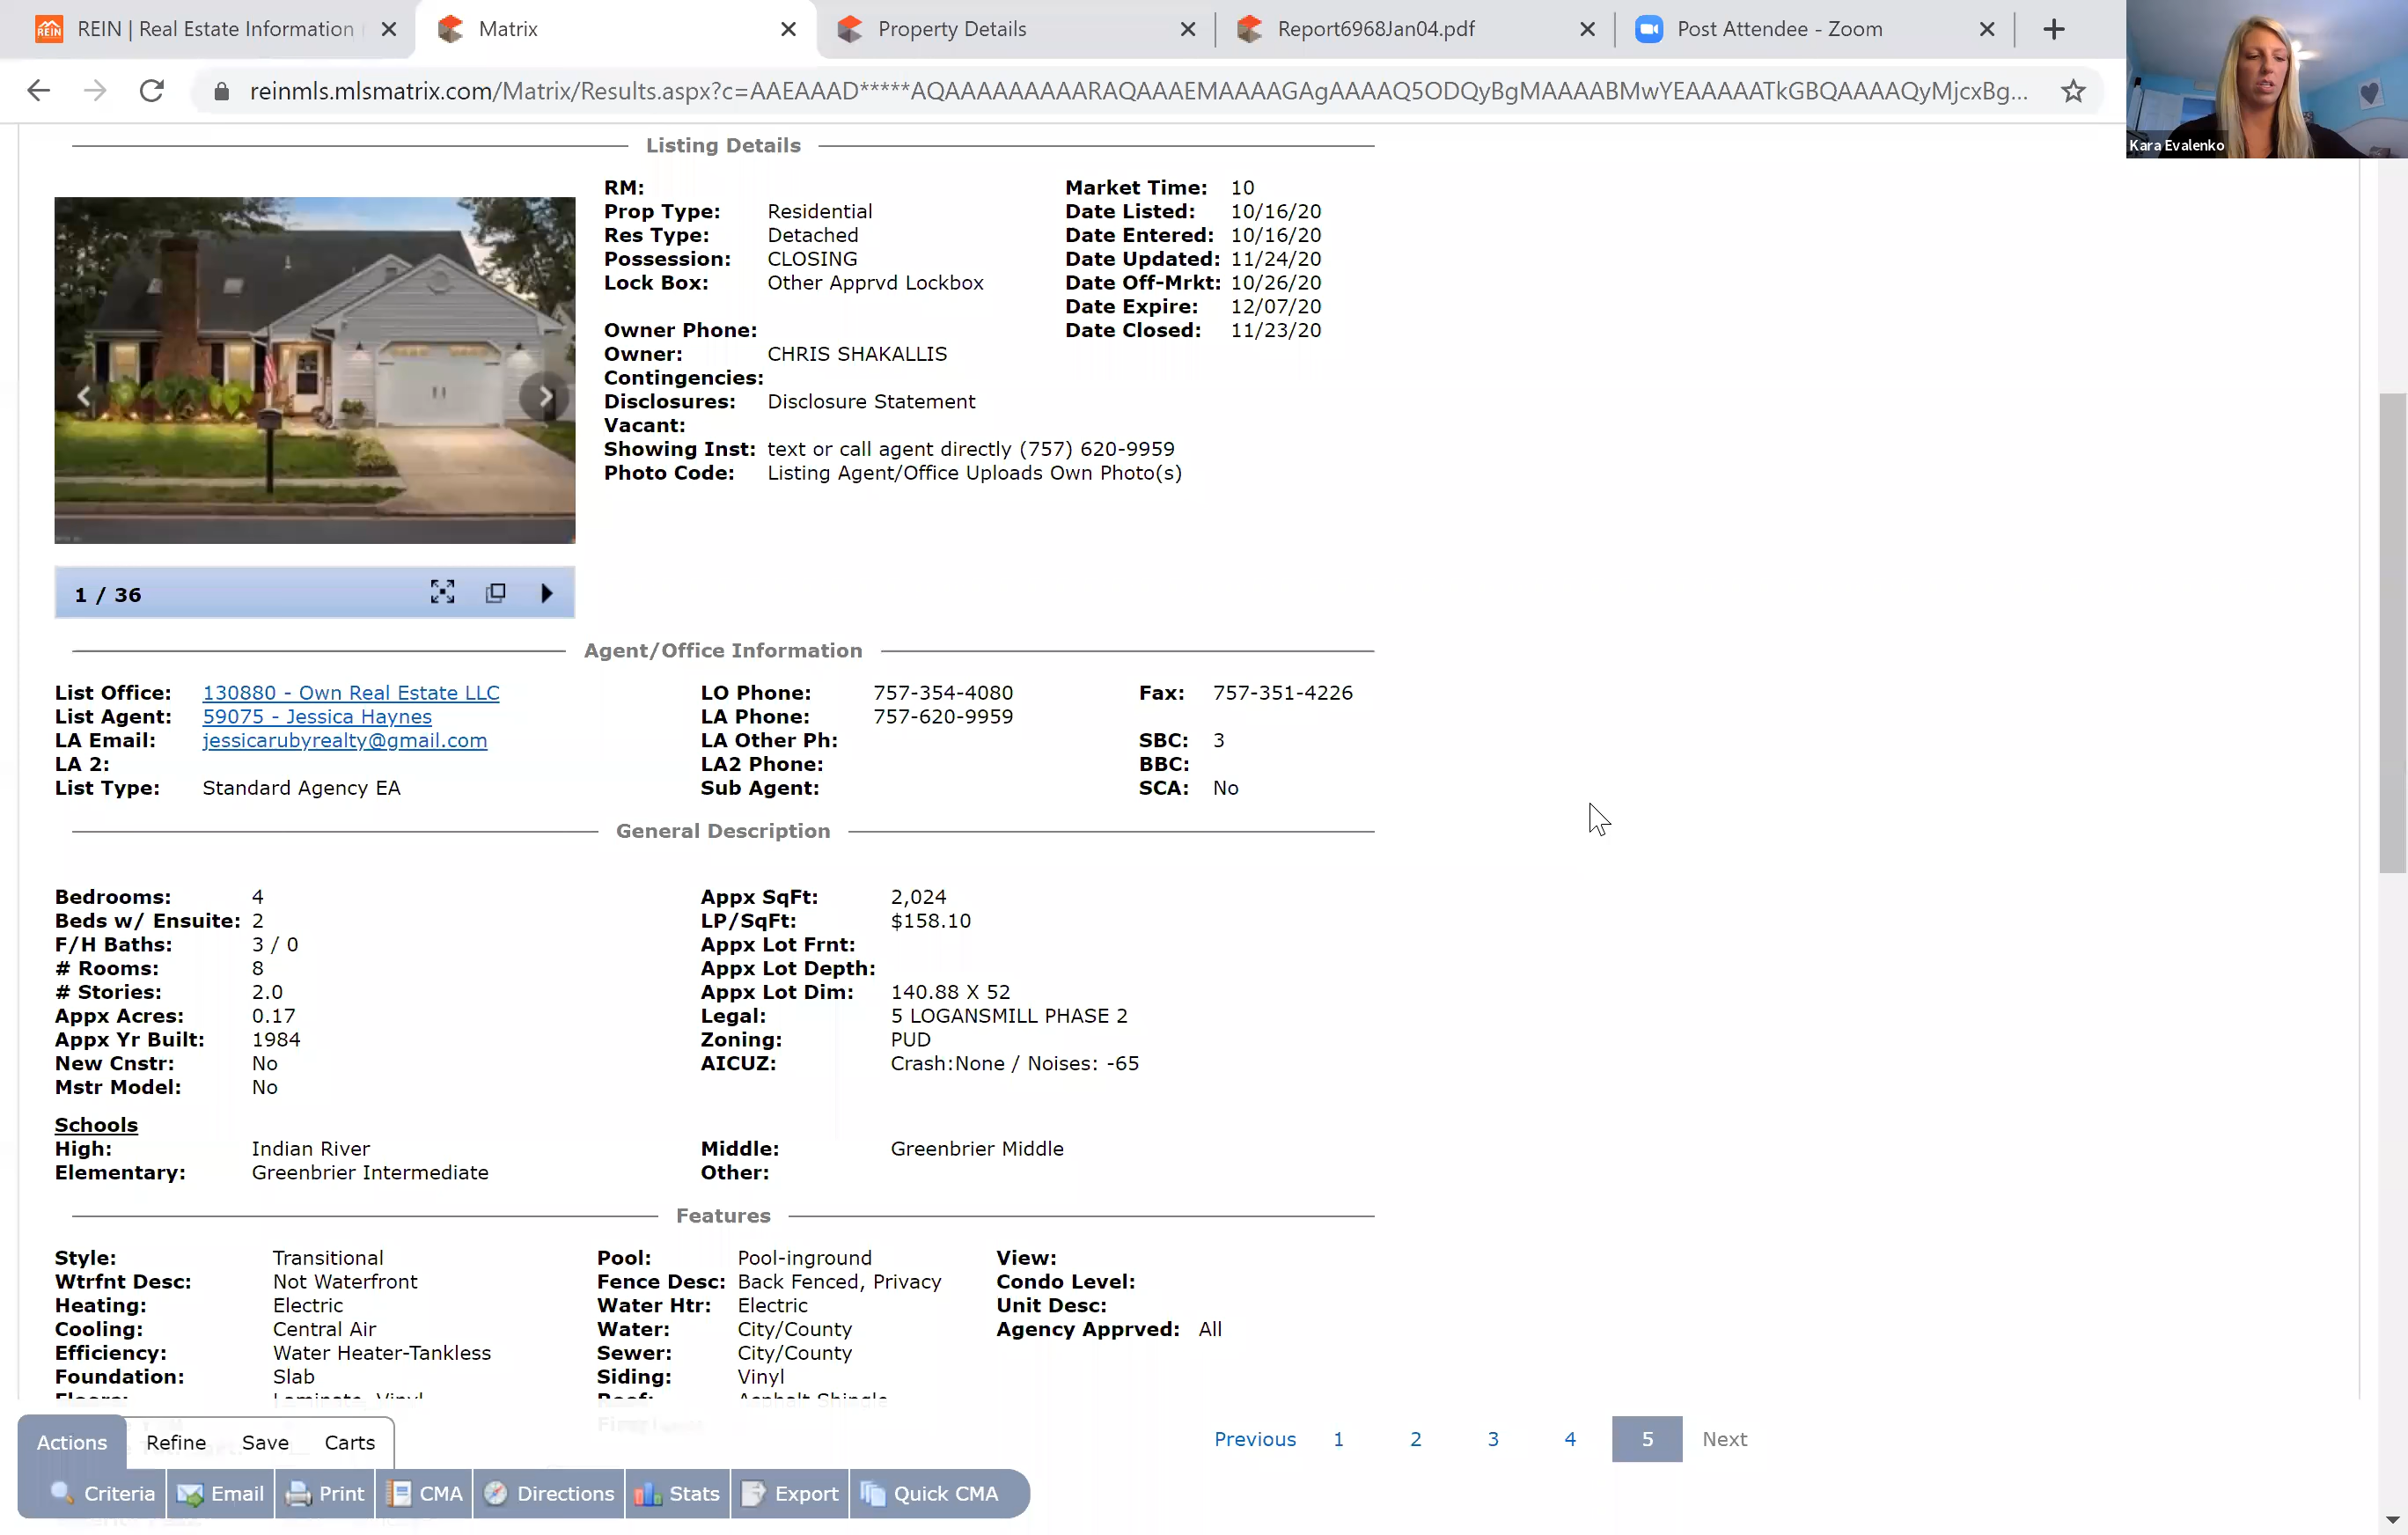 REIN | Real Estate Information
Matrix
Property Details
Report6968Jan04.pdf
Post Attendee - Zoom
reinmls.mlsmatrix.com/Matrix/Results.aspx?c=AAEAAAD*****AQAAAAAAAAARAQAAAEMAAAAGAgAAAAQ5ODQyBgMAAAABMwYEAAAAATkGBQAAAAQyMjcxBg...
Kara Evalenko
Listing Details
RM:
Prop Type: Residential
Res Type: Detached
Possession: CLOSING
Lock Box: Other Apprvd Lockbox
Owner Phone:
Owner: CHRIS SHAKALLIS
Contingencies:
Disclosures: Disclosure Statement
Vacant:
Showing Inst: text or call agent directly (757) 620-9959
Photo Code: Listing Agent/Office Uploads Own Photo(s)
Market Time: 10
Date Listed: 10/16/20
Date Entered: 10/16/20
Date Updated: 11/24/20
Date Off-Mrkt: 10/26/20
Date Expire: 12/07/20
Date Closed: 11/23/20
1 / 36
Agent/Office Information
List Office: 130880 - Own Real Estate LLC
List Agent: 59075 - Jessica Haynes
LA Email: jessicarubyrealty@gmail.com
LA 2:
List Type: Standard Agency EA
LO Phone: 757-354-4080
LA Phone: 757-620-9959
LA Other Ph:
LA2 Phone:
Sub Agent:
Fax: 757-351-4226
SBC: 3
BBC:
SCA: No
General Description
Bedrooms: 4
Beds w/ Ensuite: 2
F/H Baths: 3 / 0
# Rooms: 8
# Stories: 2.0
Appx Acres: 0.17
Appx Yr Built: 1984
New Cnstr: No
Mstr Model: No
Appx SqFt: 2,024
LP/SqFt: $158.10
Appx Lot Frnt:
Appx Lot Depth:
Appx Lot Dim: 140.88 X 52
Legal: 5 LOGANSMILL PHASE 2
Zoning: PUD
AICUZ: Crash:None / Noises: -65
Schools
High: Indian River
Elementary: Greenbrier Intermediate
Middle: Greenbrier Middle
Other:
Features
Style: Transitional
Wtrfnt Desc: Not Waterfront
Heating: Electric
Cooling: Central Air
Efficiency: Water Heater-Tankless
Foundation: Slab
Floors: Laminate, Vinyl
Pool: Pool-inground
Fence Desc: Back Fenced, Privacy
Water Htr: Electric
Water: City/County
Sewer: City/County
Siding: Vinyl
Roof: Asphalt Shingle
View:
Condo Level:
Unit Desc:
Agency Apprved: All
Actions Refine Save Carts
Previous 1 2 3 4 5 Next
Criteria Email Print CMA Directions Stats Export Quick CMA